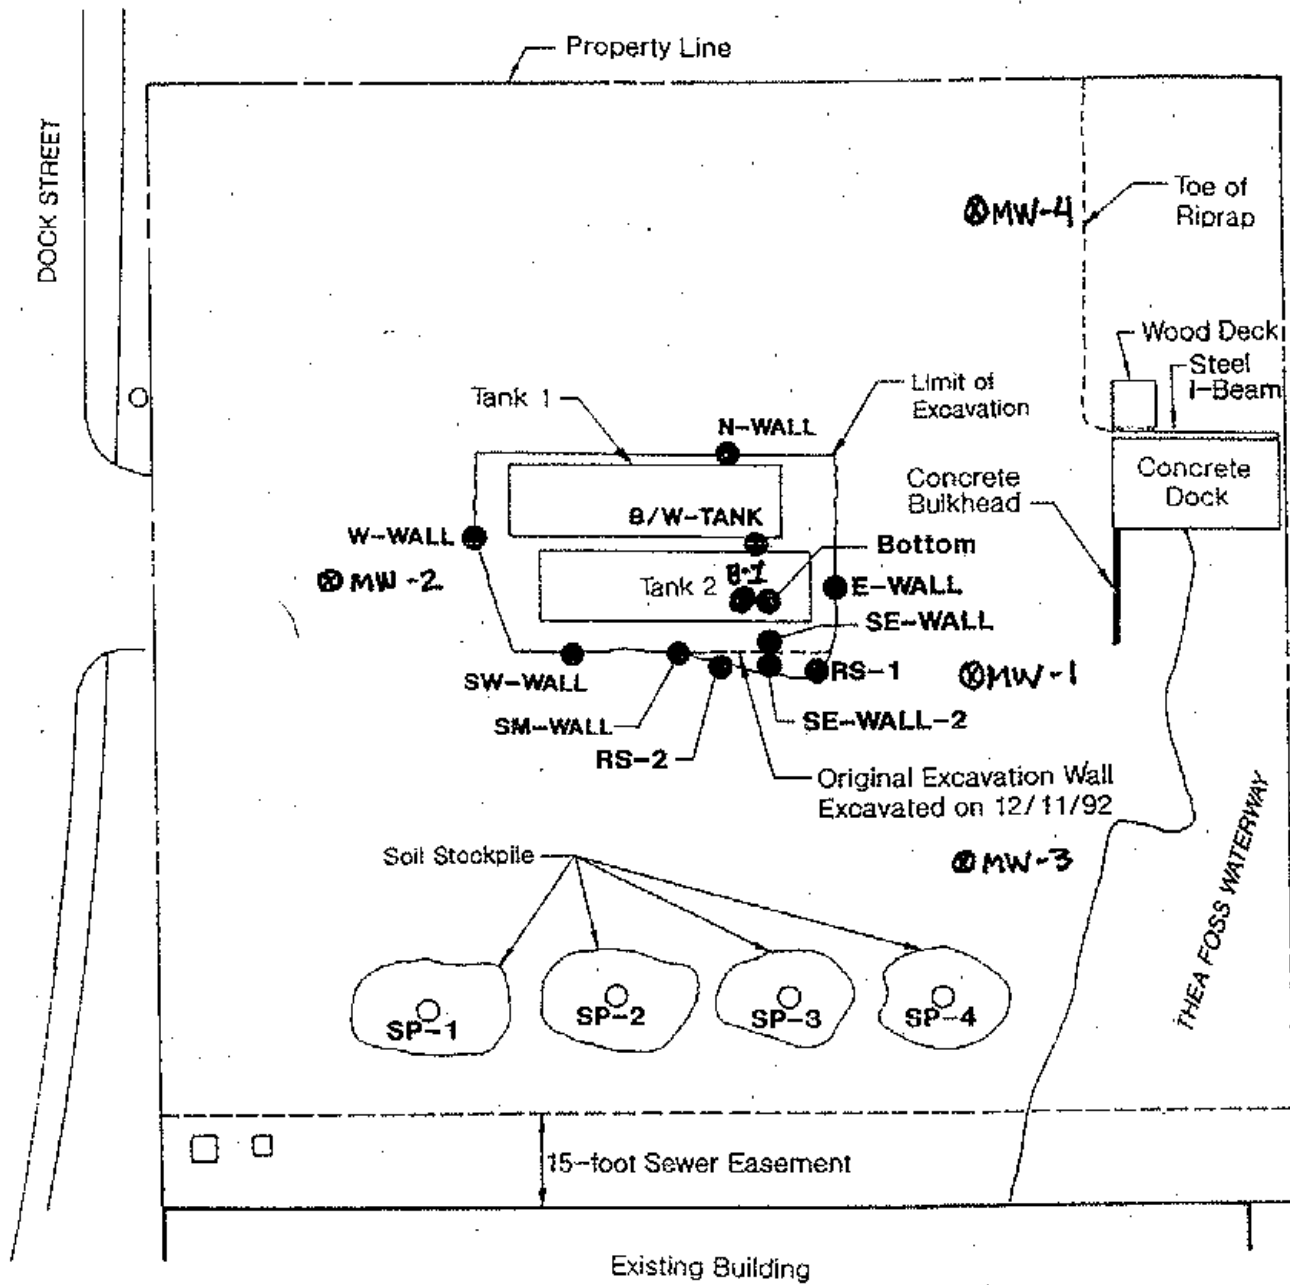 Property Line
DOCK STREET
MW-4
Toe of
Riprap
Wood Deck
Steel
I-Beam
Tank 1
Limit of
Excavation
N-WALL
Concrete
Bulkhead
Concrete
Dock
B/W-TANK
W-WALL
Bottom
MW-2
Tank 2
B-1
E-WALL
SE-WALL
SW-WALL
RS-1
MW-1
SM-WALL
SE-WALL-2
RS-2
Original Excavation Wall
Excavated on 12/11/92
THEA FOSS WATERWAY
Soil Stockpile
MW-3
SP-1
SP-2
SP-3
SP-4
15-foot Sewer Easement
Existing Building